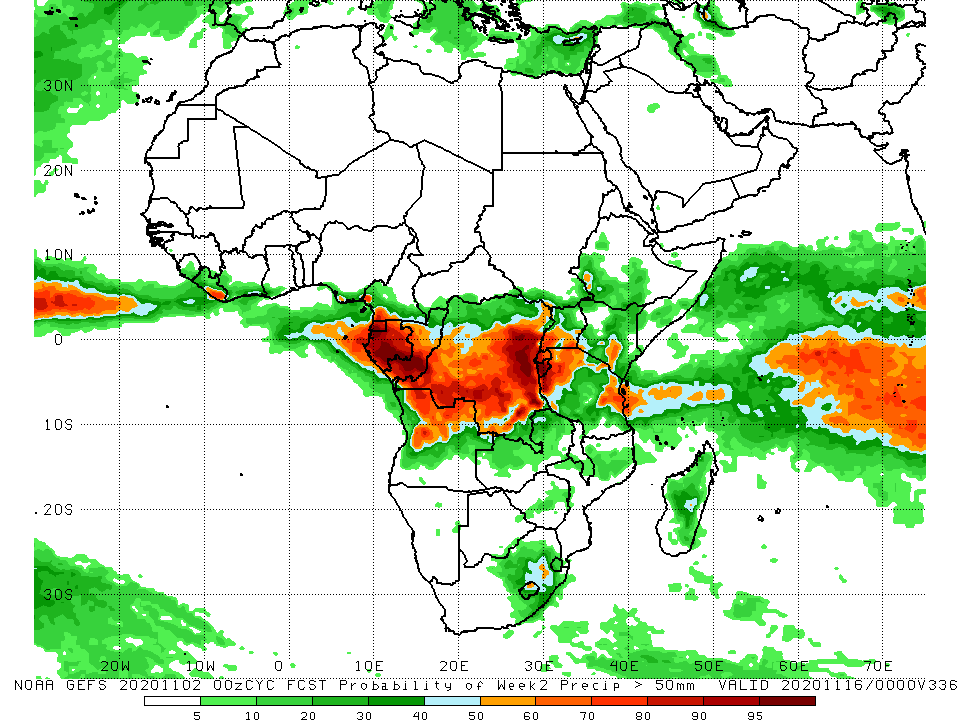 30N
20N
10N
0
10S
20S
30S
20W 10W 0 10E 20E 30E 40E 50E 60E 70E
NOAA GEFS 20201102 00zCYC FCST Probability of Week2 Precip > 50mm VALID 20201116/0000V336
5 10 20 30 40 50 60 70 80 90 95